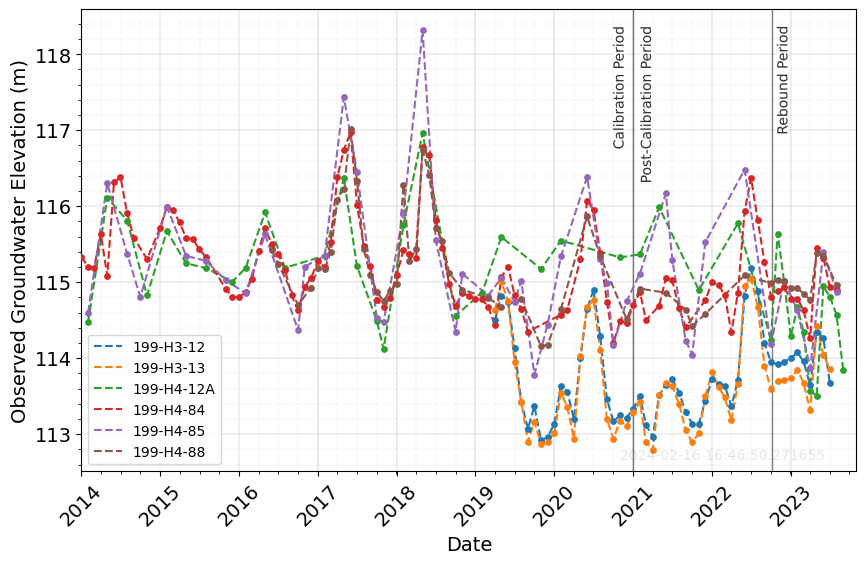 Observed Groundwater Elevation (m)
118
117
116
115
114
113
Calibration Period
Post-Calibration Period
Rebound Period
199-H3-12
199-H3-13
199-H4-12A
199-H4-84
199-H4-85
199-H4-88
2024-02-16 16:46:50.271655
2014
2015
2016
2017
2018
2019
2020
2021
2022
2023
Date